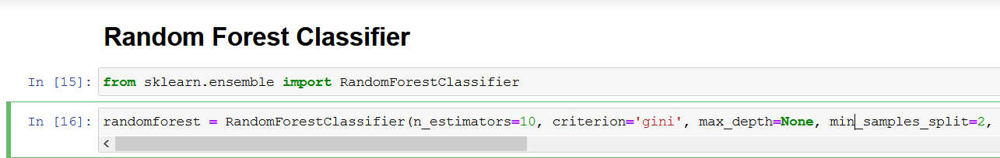 Random Forest Classifier
In [15]: from sklearn.ensemble import RandomForestClassifier
In [16]: randomforest = RandomForestClassifier(n_estimators=10, criterion='gini', max_depth=None, min_samples_split=2,